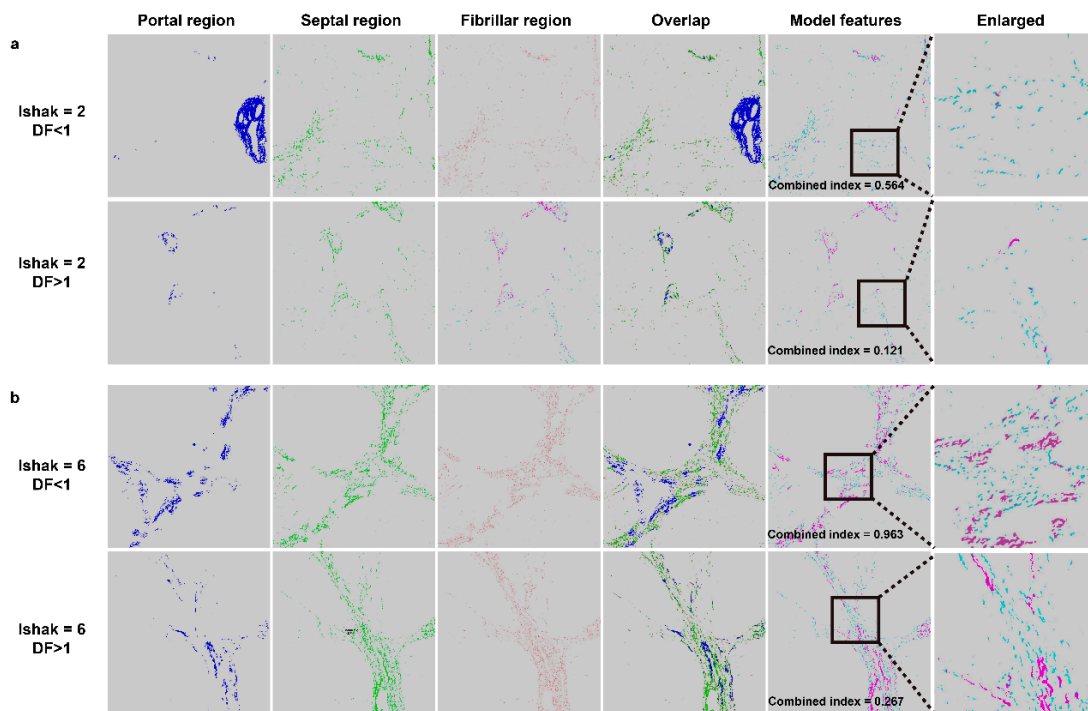 Portal region Septal region Fibrillar region Overlap Model features Enlarged
a
Ishak = 2
DF<1
Combined index = 0.564
Ishak = 2
DF>1
Combined index = 0.121
b
Ishak = 6
DF<1
Combined index = 0.963
Ishak = 6
DF>1
Combined index = 0.267